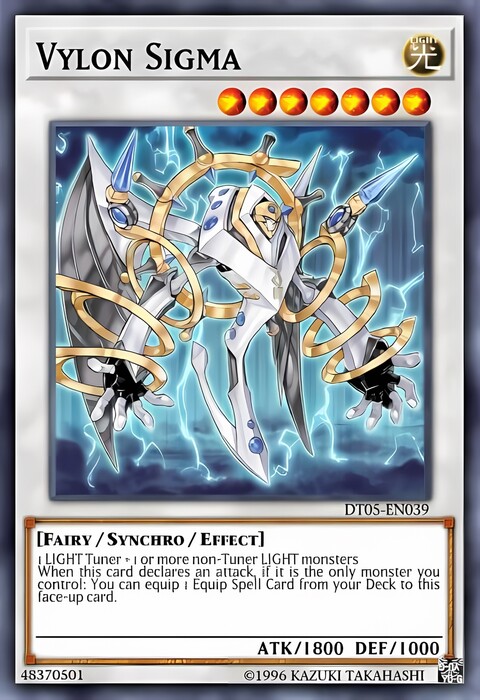 VYLON SIGMA
LIGHT
光
DT05-EN039
[FAIRY / SYNCHRO / EFFECT]
1 LIGHT Tuner + 1 or more non-Tuner LIGHT monsters
When this card declares an attack, if it is the only monster you
control: You can equip 1 Equip Spell Card from your Deck to this
face-up card.
ATK/1800 DEF/1000
48370501
©1996 KAZUKI TAKAHASHI